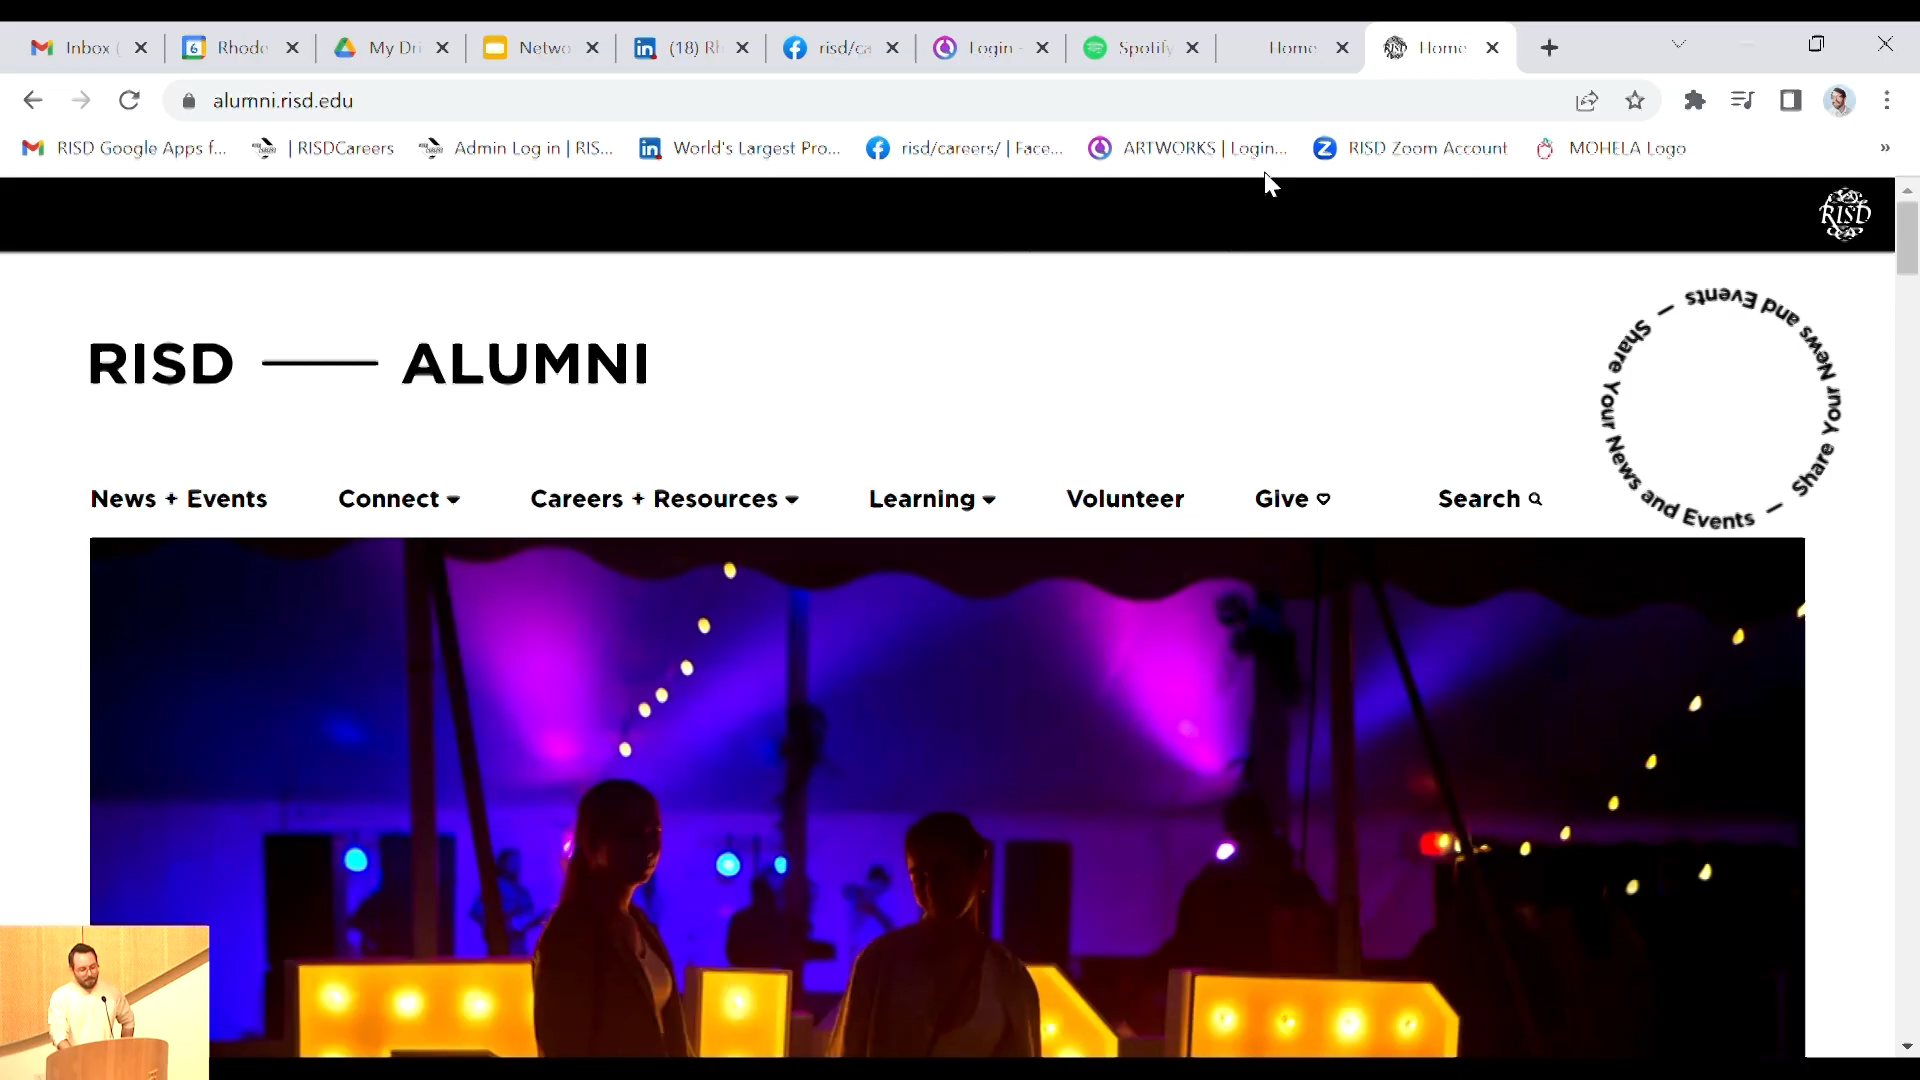 Inbox (
Rhode
My Dri
Netwo
(18) Rh
risd/ca
Login -
Spotify
Home
Home
alumni.risd.edu
RISD Google Apps f...
| RISDCareers
Admin Log in | RIS...
World's Largest Pro...
risd/careers/ | Face...
ARTWORKS | Login...
RISD Zoom Account
MOHELA Logo
»
RISD
Share Your News and Events — Share Your News and Events —
RISD — ALUMNI
News + Events
Connect
Careers + Resources
Learning
Volunteer
Give
Search